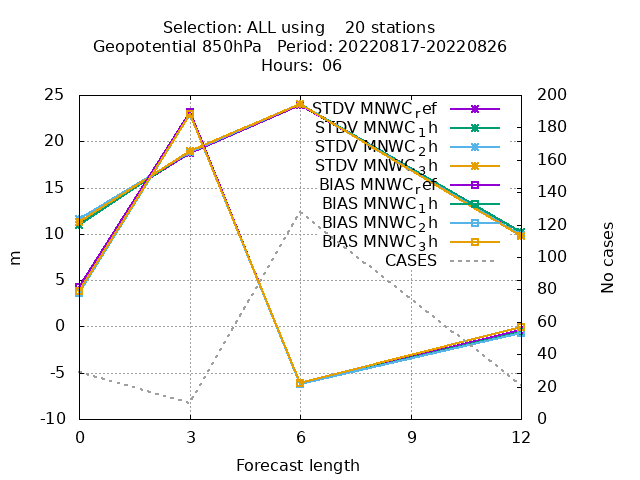 Selection: ALL using    20 stations
Geopotential 850hPa   Period: 20220817-20220826
Hours: 06
25 200
STDV MNWC_ref
180
STDV MNWC_1h
20 160
STDV MNWC_2h
STDV MNWC_3h
15 140
BIAS MNWC_ref
BIAS MNWC_1h
10 120
BIAS MNWC_2h
BIAS MNWC_3h
CASES
100
5 80
0 60
40
-5 20
-10 0
m
No cases
0 3 6 9 12
Forecast length